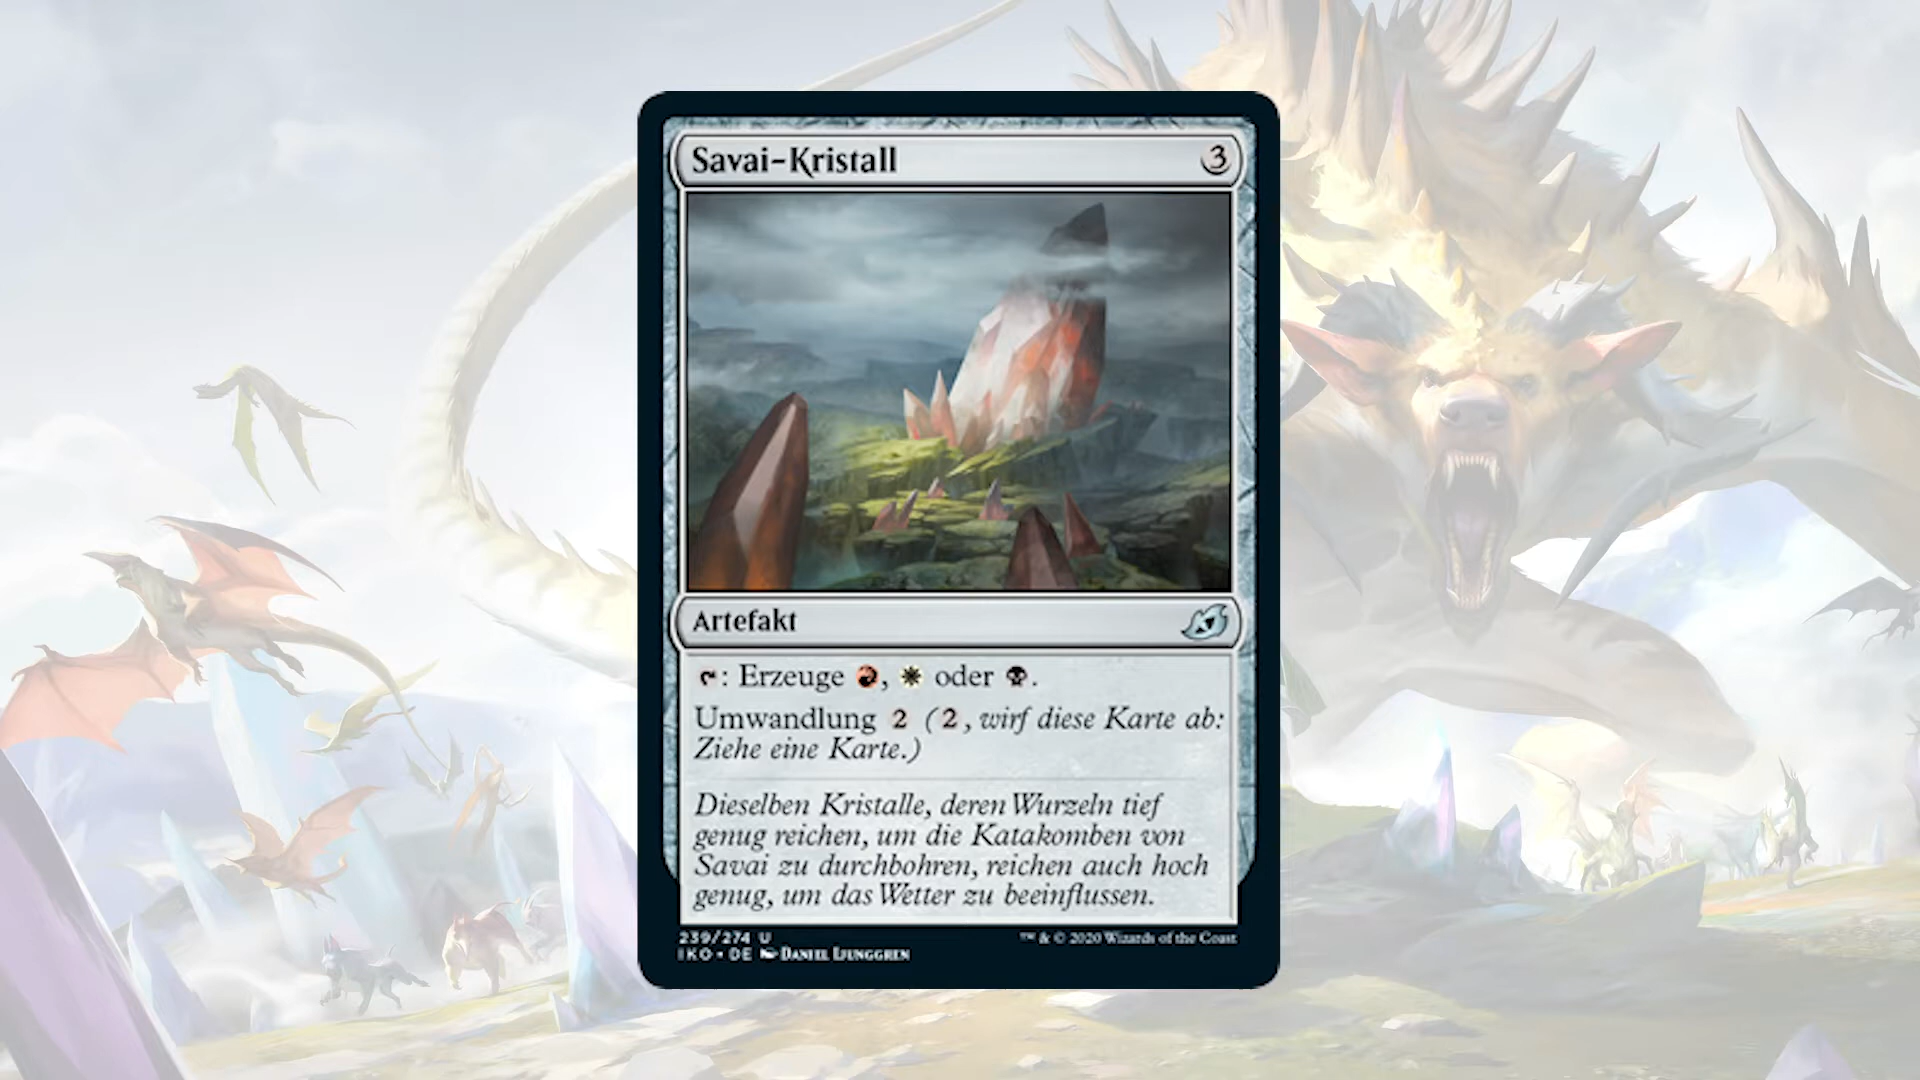 Savai-Kristall 3
Artefakt
: Erzeuge , oder .
Umwandlung 2 (2, wirf diese Karte ab:
Ziehe eine Karte.)
Dieselben Kristalle, deren Wurzeln tief
genug reichen, um die Katakomben von
Savai zu durchbohren, reichen auch hoch
genug, um das Wetter zu beeinflussen.
239/274 U
™ & © 2020 Wizards of the Coast
IKO • DE Daniel Ljunggren